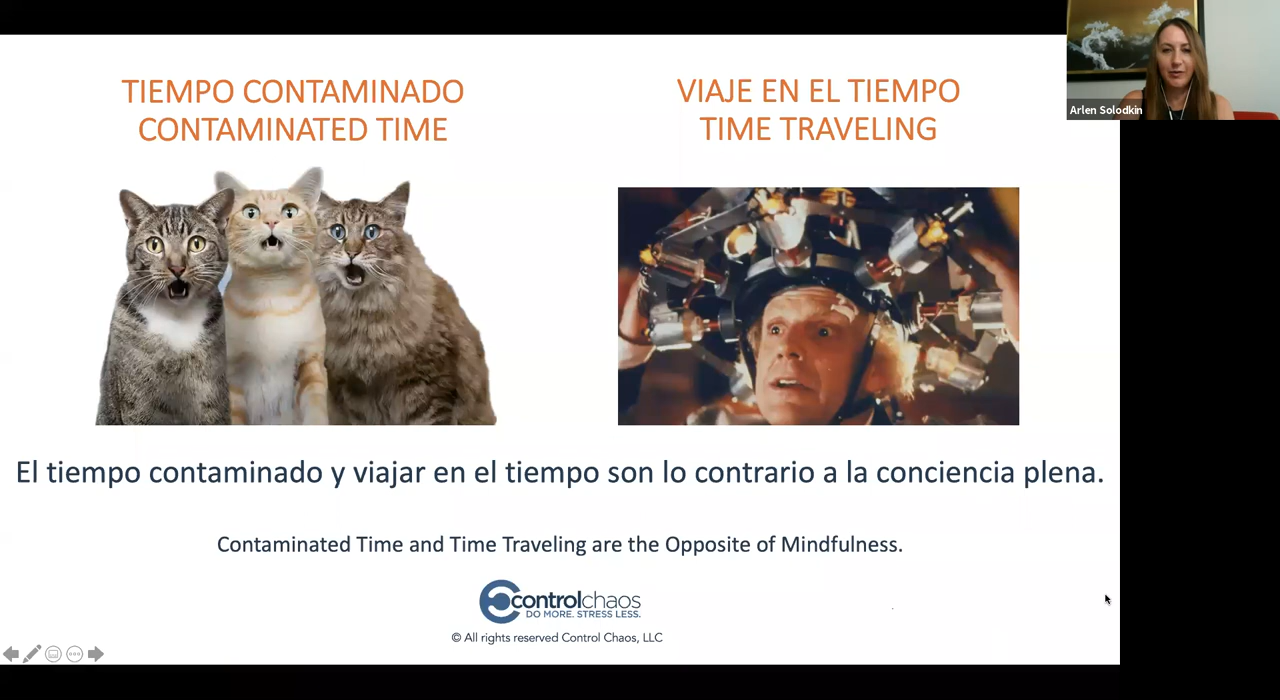 TIEMPO CONTAMINADO
CONTAMINATED TIME
VIAJE EN EL TIEMPO
TIME TRAVELING
Arlen Solodkin
El tiempo contaminado y viajar en el tiempo son lo contrario a la conciencia plena.
Contaminated Time and Time Traveling are the Opposite of Mindfulness.
controlchaos
DO MORE. STRESS LESS.
© All rights reserved Control Chaos, LLC